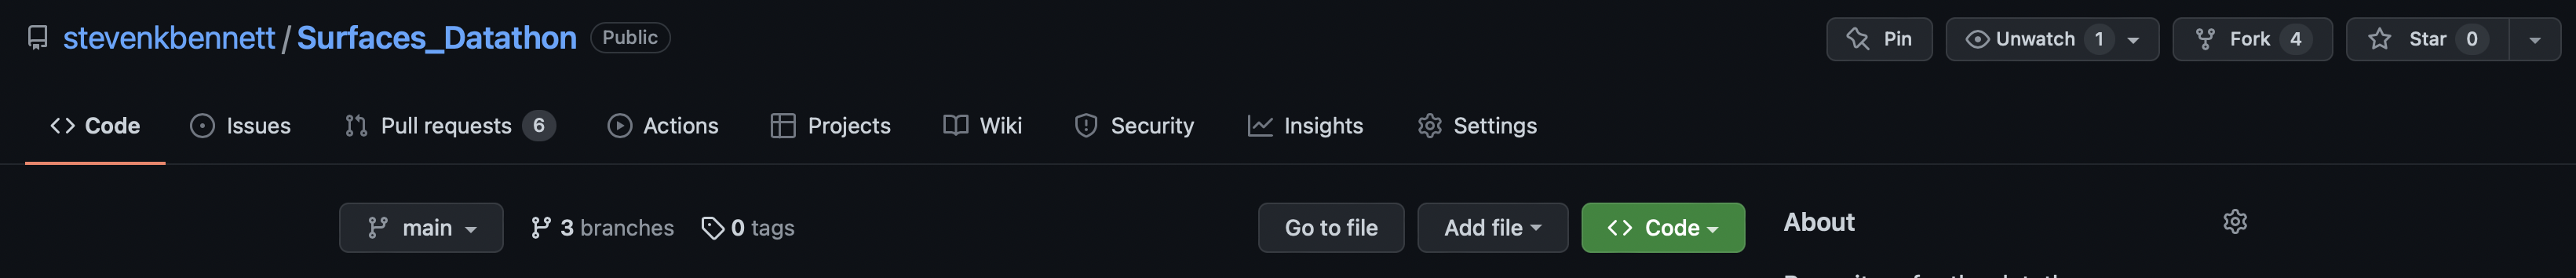 stevenkbennett / Surfaces_Datathon Public Pin Unwatch 1 Fork 4 Star 0
Code Issues Pull requests 6 Actions Projects Wiki Security Insights Settings
main 3 branches 0 tags Go to file Add file Code About